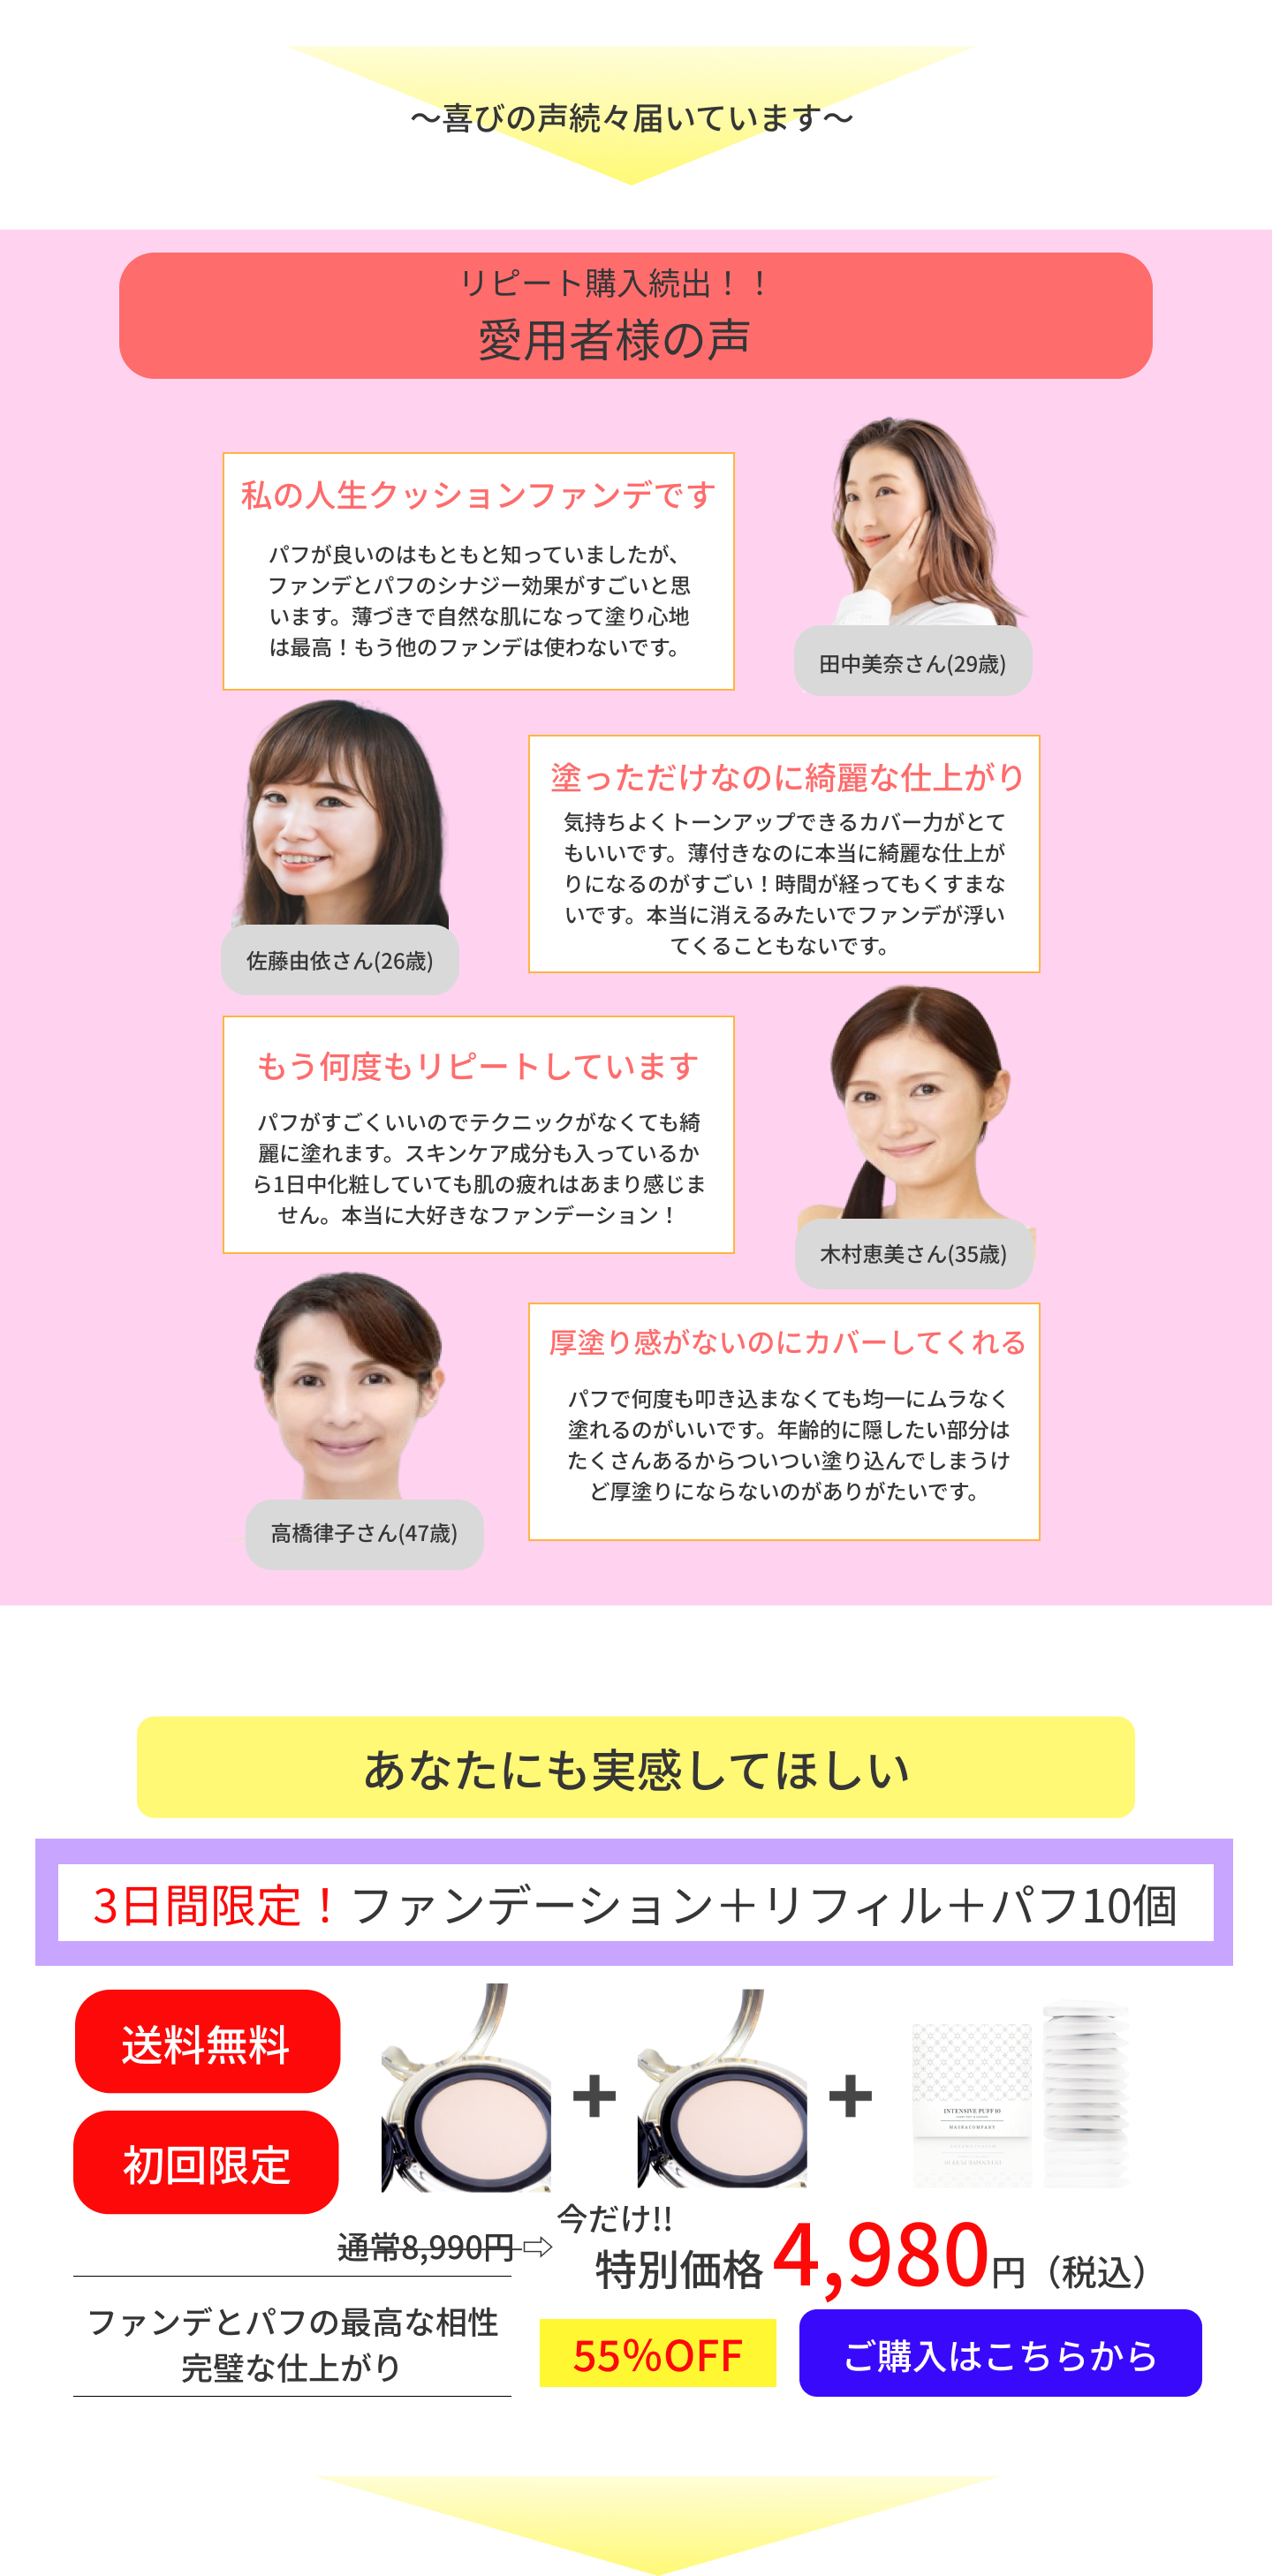 ～喜びの声続々届いています～
リピート購入続出！！
愛用者様の声
私の人生クッションファンデです
パフが良いのはもともと知っていましたが、
ファンデとパフのシナジー効果がすごいと思
います。薄づきで自然な肌になって塗り心地
は最高！もう他のファンデは使わないです。
田中美奈さん(29歳)
塗っただけなのに綺麗な仕上がり
気持ちよくトーンアップできるカバー力がとて
もいいです。薄付きなのに本当に綺麗な仕上が
りになるのがすごい！時間が経ってもくすまな
いです。本当に消えるみたいでファンデが浮い
てくることもないです。
佐藤由依さん(26歳)
もう何度もリピートしています
パフがすごくいいのでテクニックがなくても綺
麗に塗れます。スキンケア成分も入っているか
ら1日中化粧していても肌の疲れはあまり感じま
せん。本当に大好きなファンデーション！
木村恵美さん(35歳)
厚塗り感がないのにカバーしてくれる
パフで何度も叩き込まなくても均一にムラなく
塗れるのがいいです。年齢的に隠したい部分は
たくさんあるからついつい塗り込んでしまうけ
ど厚塗りにならないのがありがたいです。
高橋律子さん(47歳)
あなたにも実感してほしい
3日間限定！ファンデーション＋リフィル＋パフ10個
送料無料
初回限定
+ +
INTENSIVE PUFF 10
通常8,990円⇨
今だけ!!
特別価格4,980円（税込）
ファンデとパフの最高な相性
完璧な仕上がり
55%OFF
ご購入はこちらから